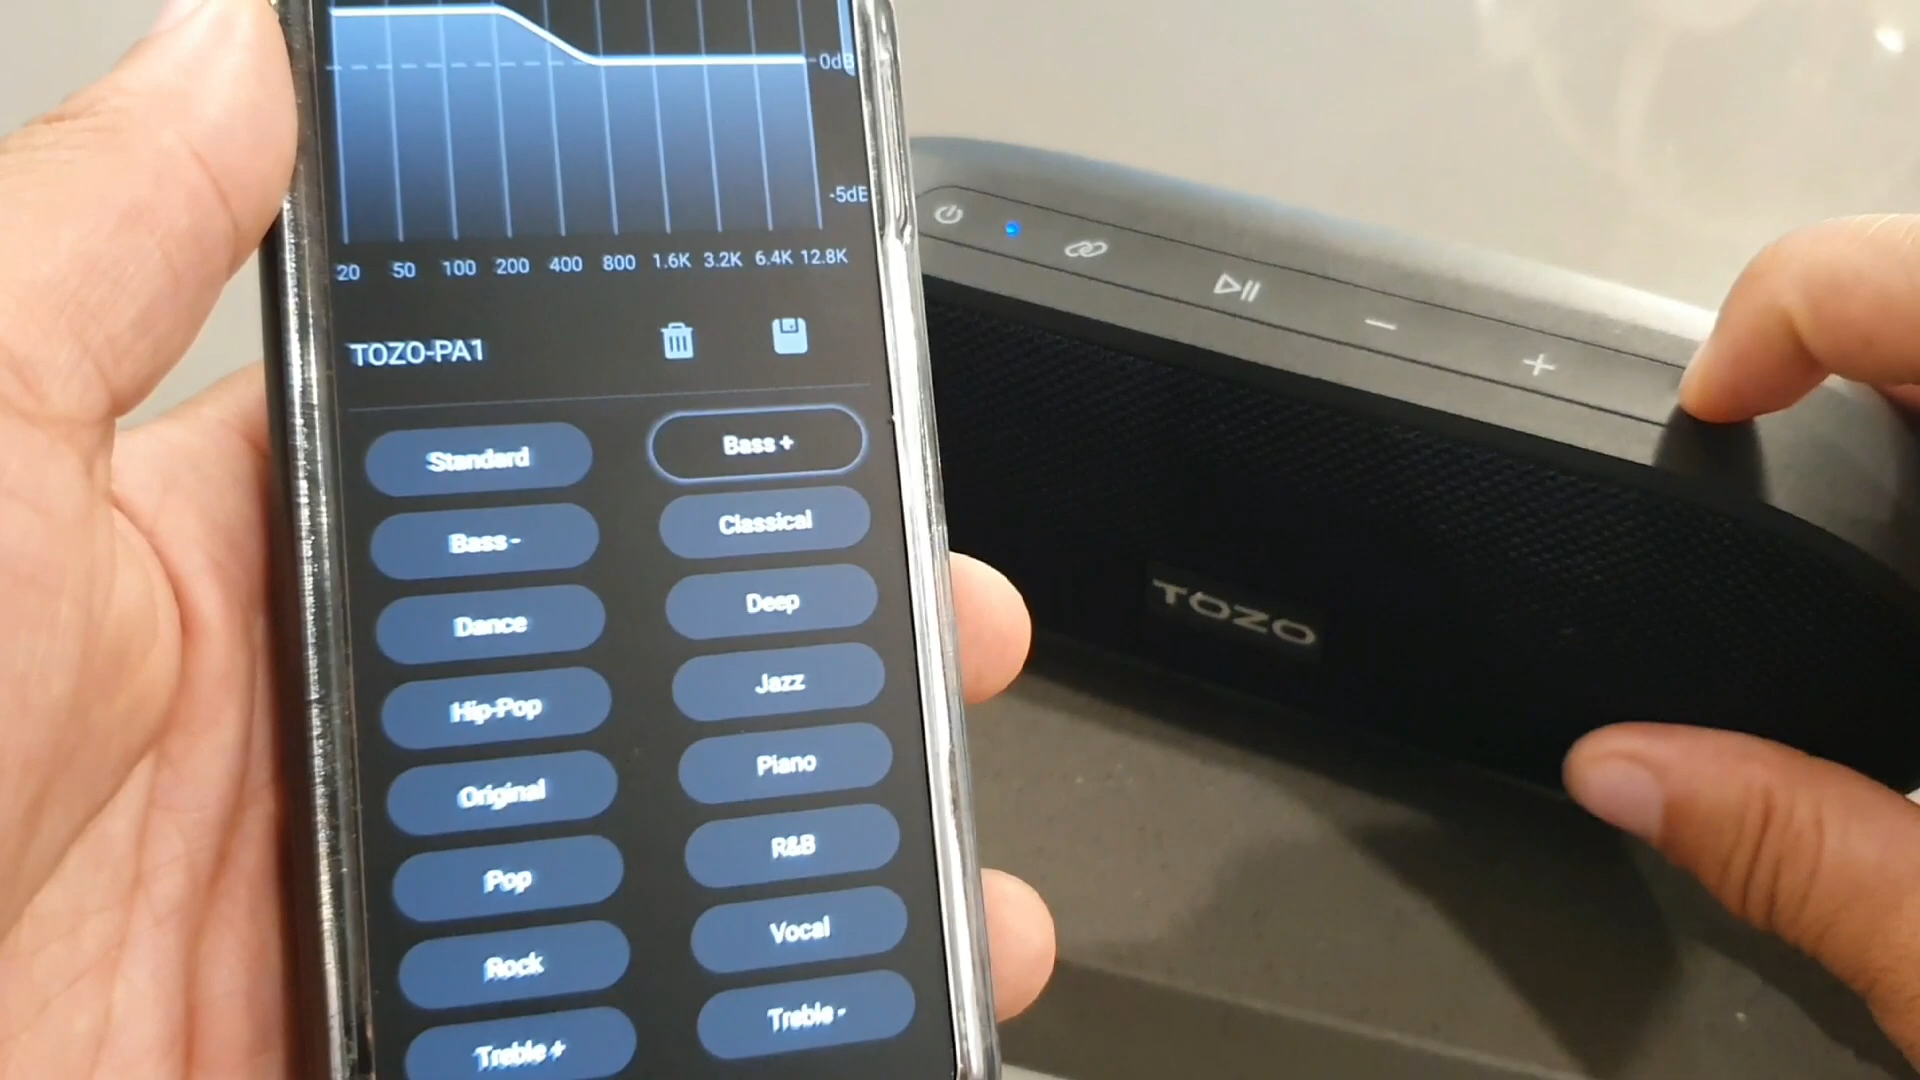 0dB
-5dB
20 50 100 200 400 800 1.6K 3.2K 6.4K 12.8K
TOZO-PA1
Standard Bass +
Bass - Classical
Dance Deep
Hip-Pop Jazz
Original Piano
Pop R&B
Rock Vocal
Treble + Treble -
TOZO